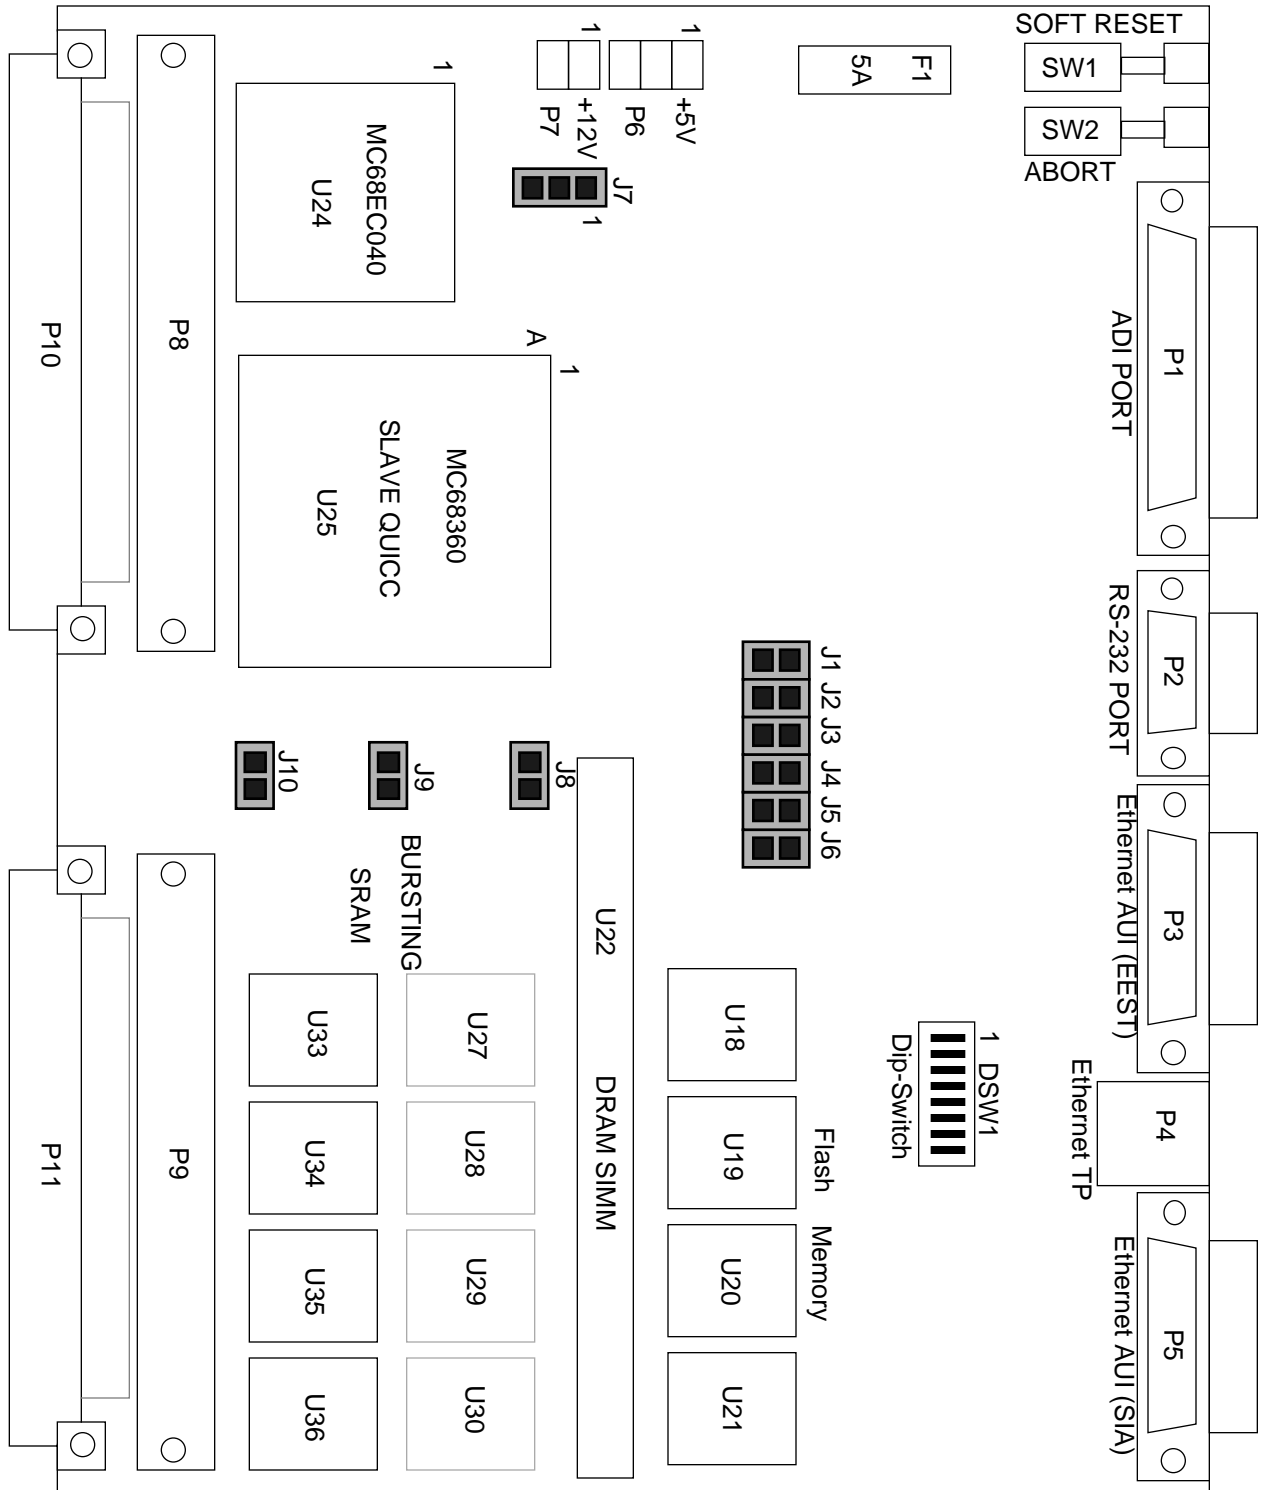 SOFT RESET
SW1
SW2
ABORT
F1
5A
1
+5V
P6
1
+12V
P7
J7
1
1
MC68EC040
U24
P8
P10
A
1
MC68360
SLAVE QUICC
U25
P1
ADI PORT
P2
RS-232 PORT
P3
Ethernet AUI (EEST)
P4
Ethernet TP
P5
Ethernet AUI (SIA)
J1 J2 J3 J4 J5 J6
J8
J9
J10
1 DSW1
Dip-Switch
Flash Memory
U18
U19
U20
U21
U22
DRAM SIMM
BURSTING
SRAM
U27
U28
U29
U30
U33
U34
U35
U36
P9
P11